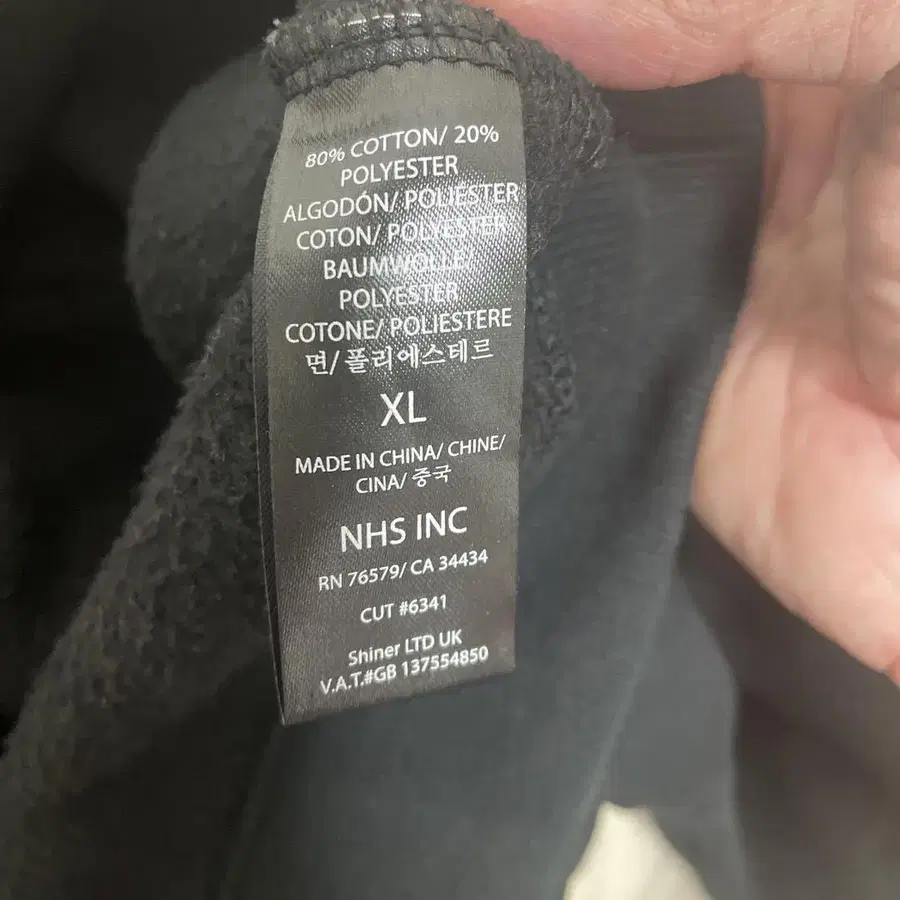 80% COTTON/ 20%
POLYESTER
ALGODÓN/ POLIESTER
COTON/ POLYESTER
BAUMWOLLE/
POLYESTER
COTONE/ POLIESTERE
면/ 폴리에스테르
XL
MADE IN CHINA/ CHINE/
CINA/ 중국
NHS INC
RN 76579/ CA 34434
CUT #6341
Shiner LTD UK
V.A.T.#GB 137554850